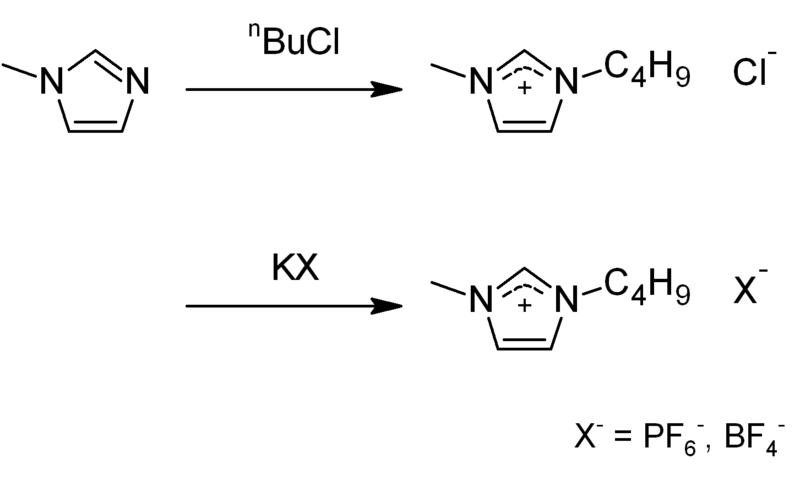 ⁿBuCl
N N N + N C₄H₉ Cl⁻
KX
N + N C₄H₉ X⁻
X⁻ = PF₆⁻, BF₄⁻